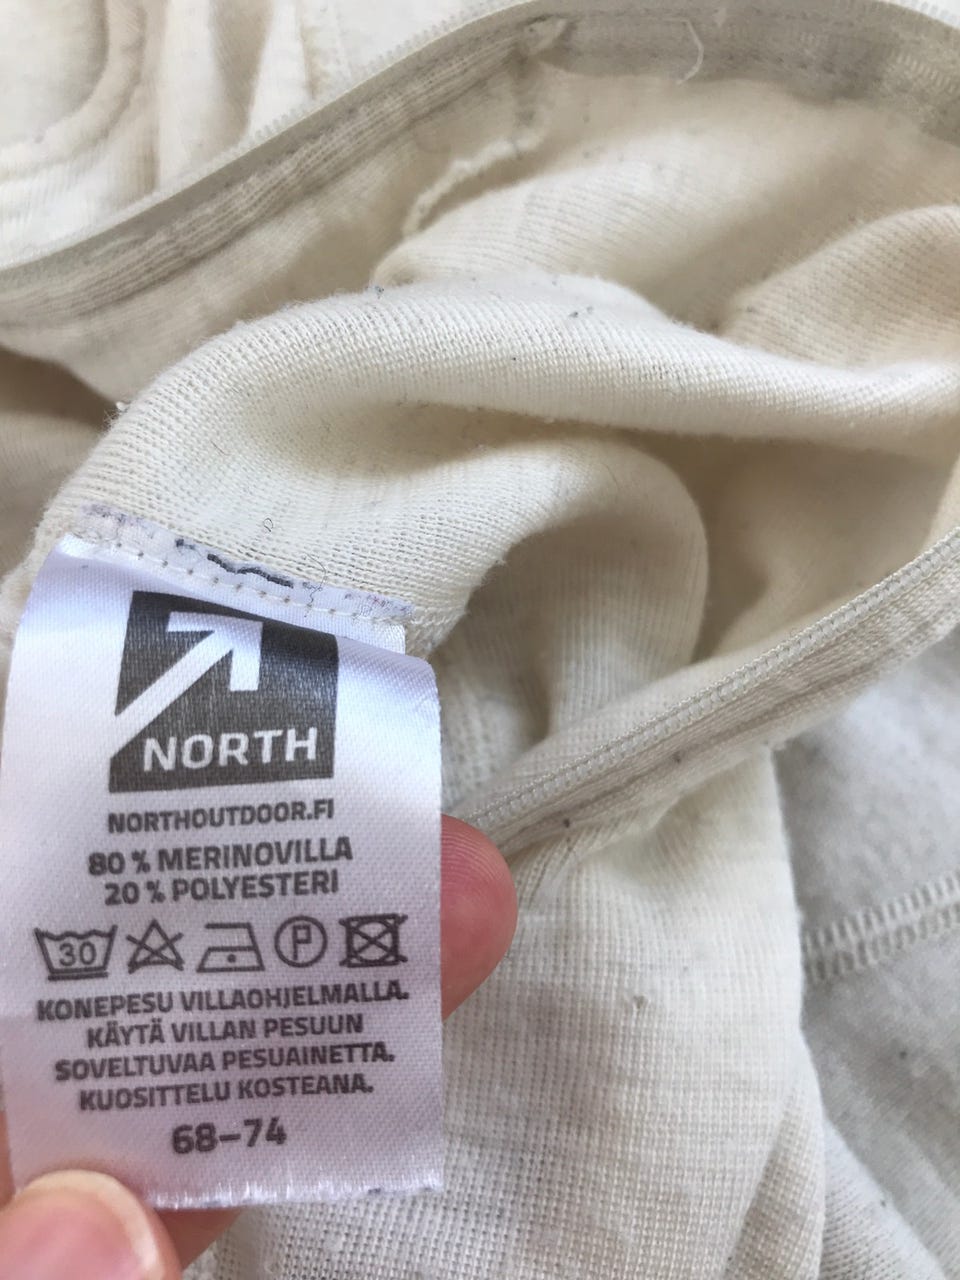 NORTH
NORTHOUTDOOR.FI
80 % MERINOVILLA
20 % POLYESTERI
30 P
KONEPESU VILLAOHJELMALLA.
KÄYTÄ VILLAN PESUUN
SOVELTUVAA PESUAINETTA.
KUOSITTELU KOSTEANA.
68–74